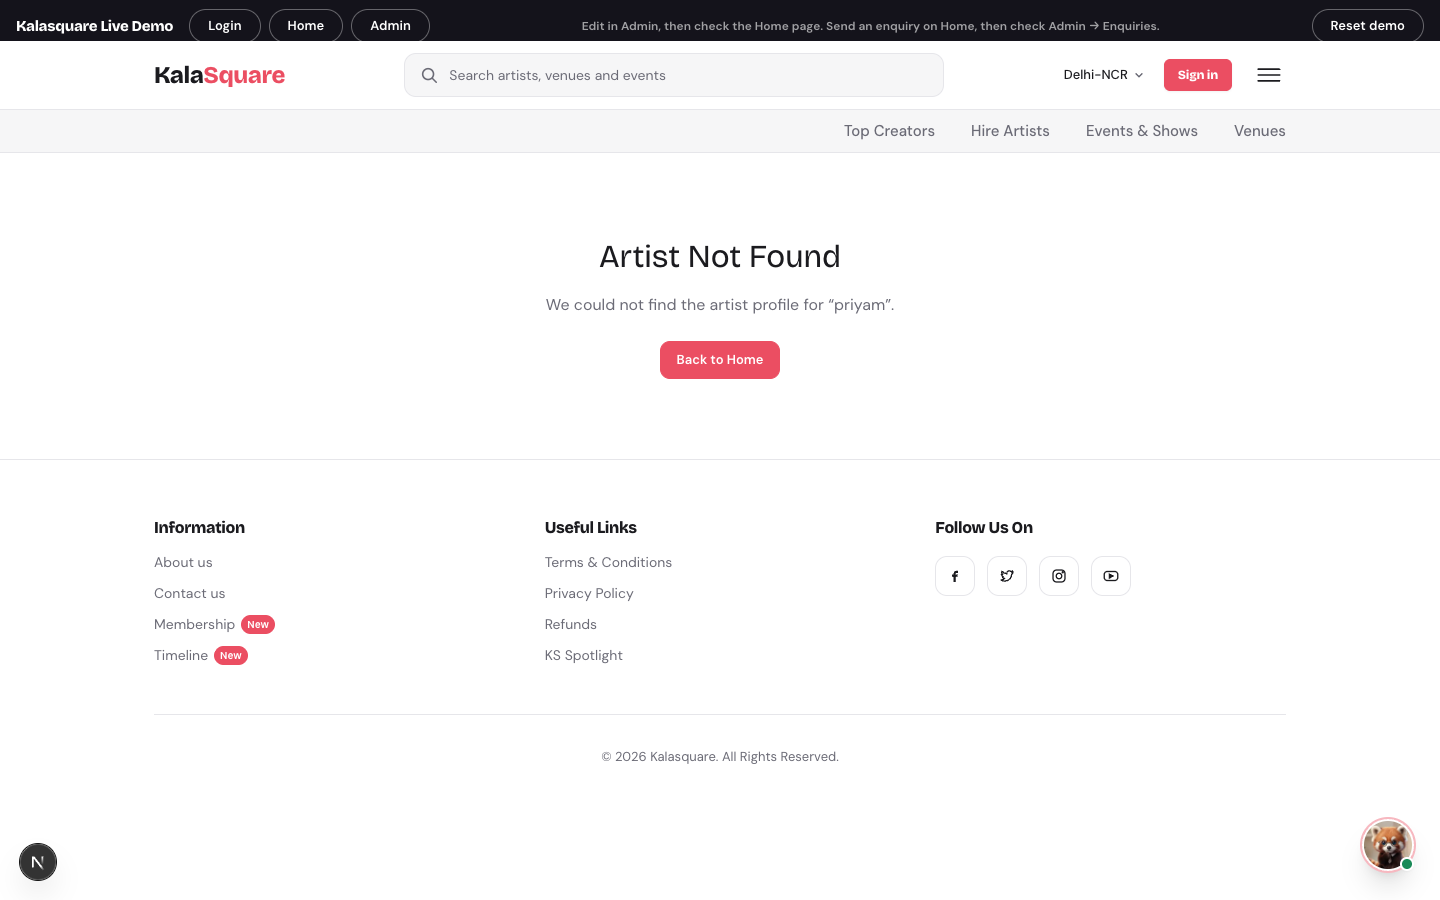 Kalasquare Live Demo
Login
Home
Admin
Edit in Admin, then check the Home page. Send an enquiry on Home, then check Admin → Enquiries.
Reset demo
KalaSquare
Search artists, venues and events
Delhi-NCR
Sign in
Top Creators
Hire Artists
Events & Shows
Venues
Artist Not Found
We could not find the artist profile for “priyam”.
Back to Home
Information
About us
Contact us
Membership New
Timeline New
Useful Links
Terms & Conditions
Privacy Policy
Refunds
KS Spotlight
Follow Us On
© 2026 Kalasquare. All Rights Reserved.
N